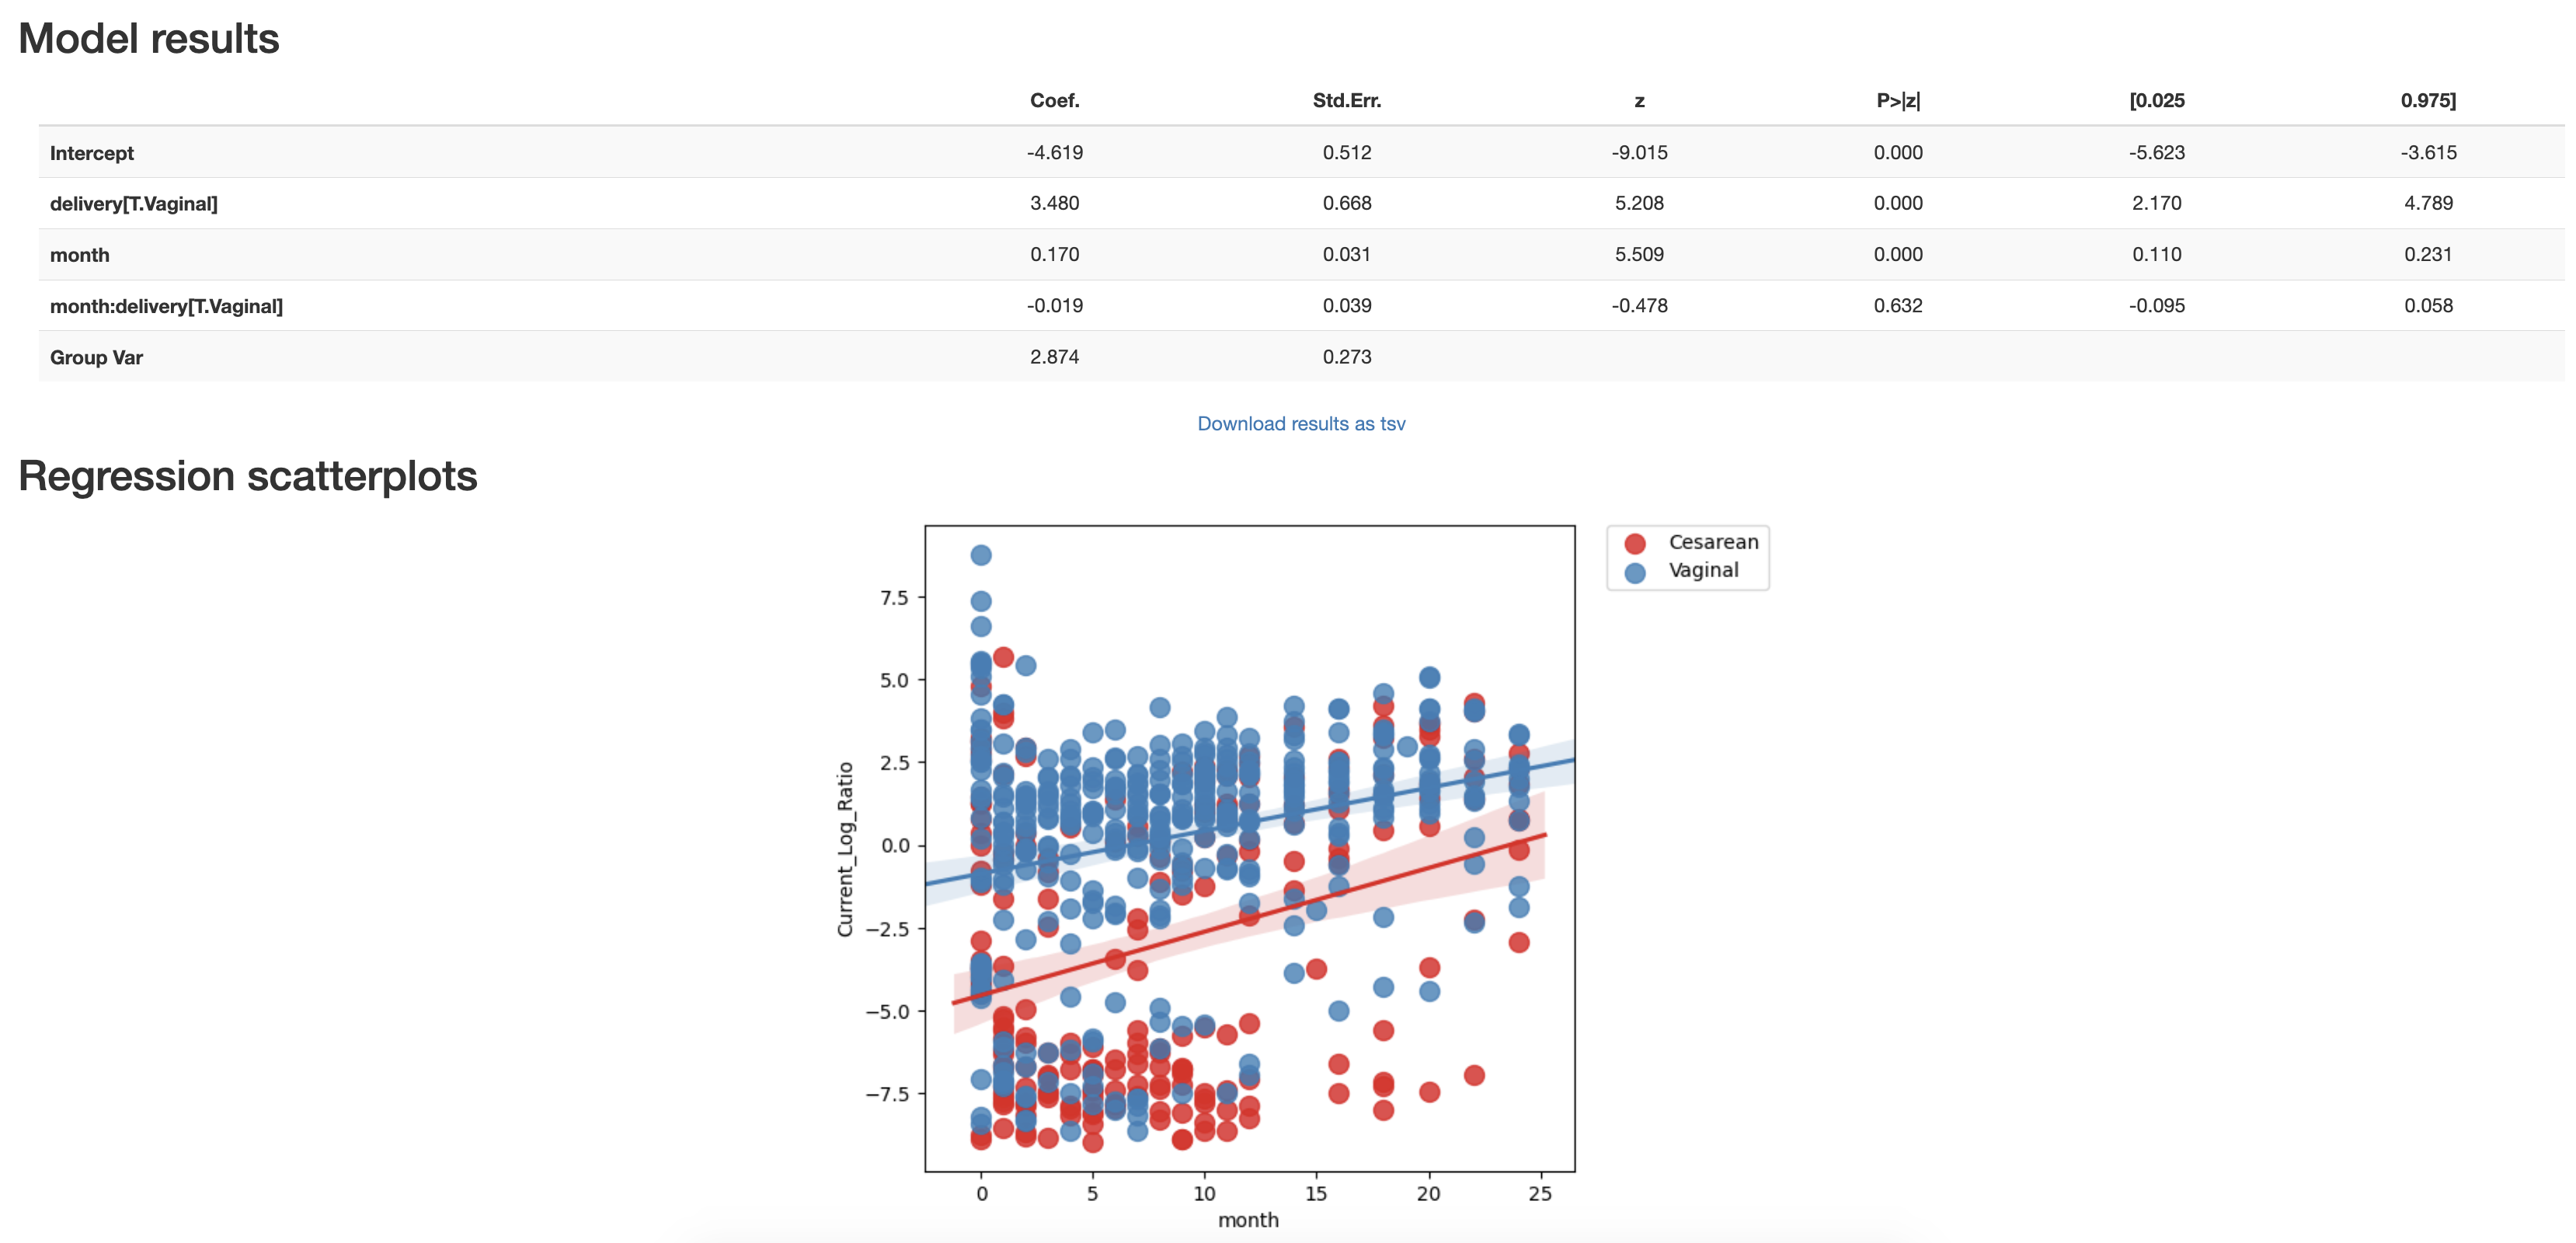 Model results
Coef. Std.Err. z P>|z| [0.025 0.975]
Intercept -4.619 0.512 -9.015 0.000 -5.623 -3.615
delivery[T.Vaginal] 3.480 0.668 5.208 0.000 2.170 4.789
month 0.170 0.031 5.509 0.000 0.110 0.231
month:delivery[T.Vaginal] -0.019 0.039 -0.478 0.632 -0.095 0.058
Group Var 2.874 0.273
Download results as tsv
Regression scatterplots
Cesarean
Vaginal
7.5
5.0
2.5
0.0
−2.5
−5.0
−7.5
Current_Log_Ratio
0 5 10 15 20 25
month